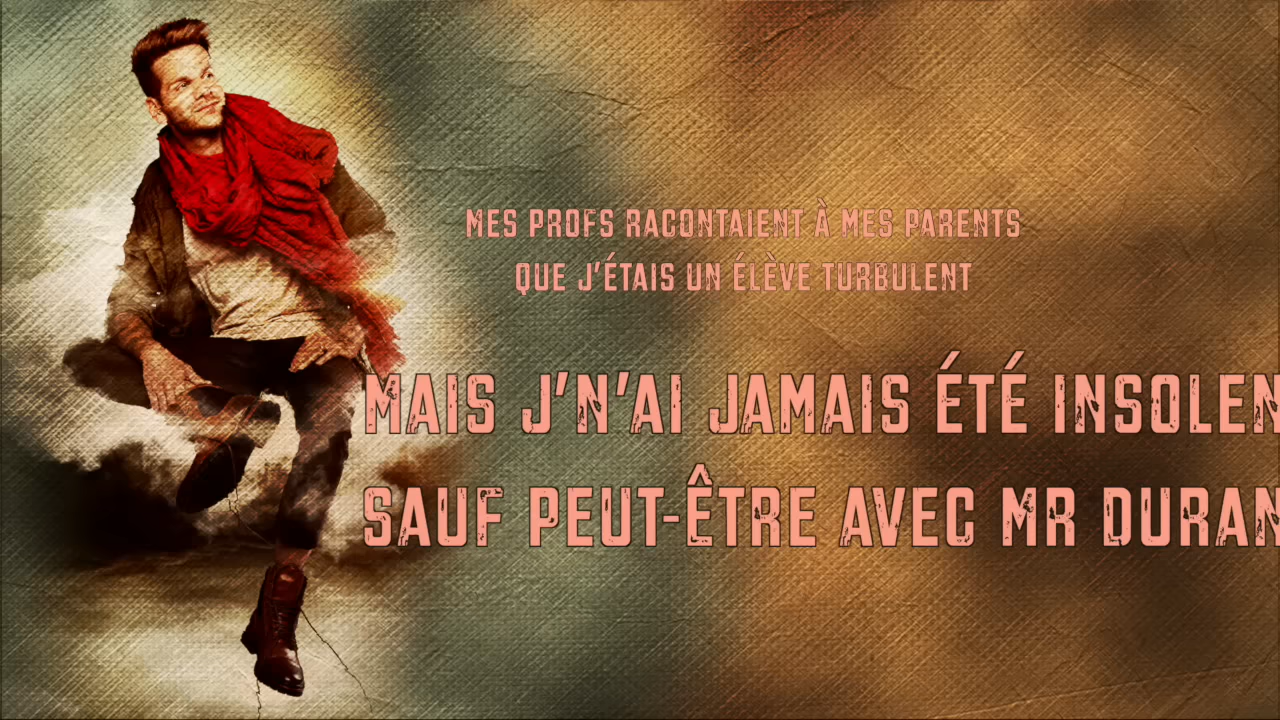 MES PROFS RACONTAIENT À MES PARENTS
QUE J'ÉTAIS UN ÉLÈVE TURBULENT
MAIS J'N'AI JAMAIS ÉTÉ INSOLEN
SAUF PEUT-ÊTRE AVEC MR DURAN